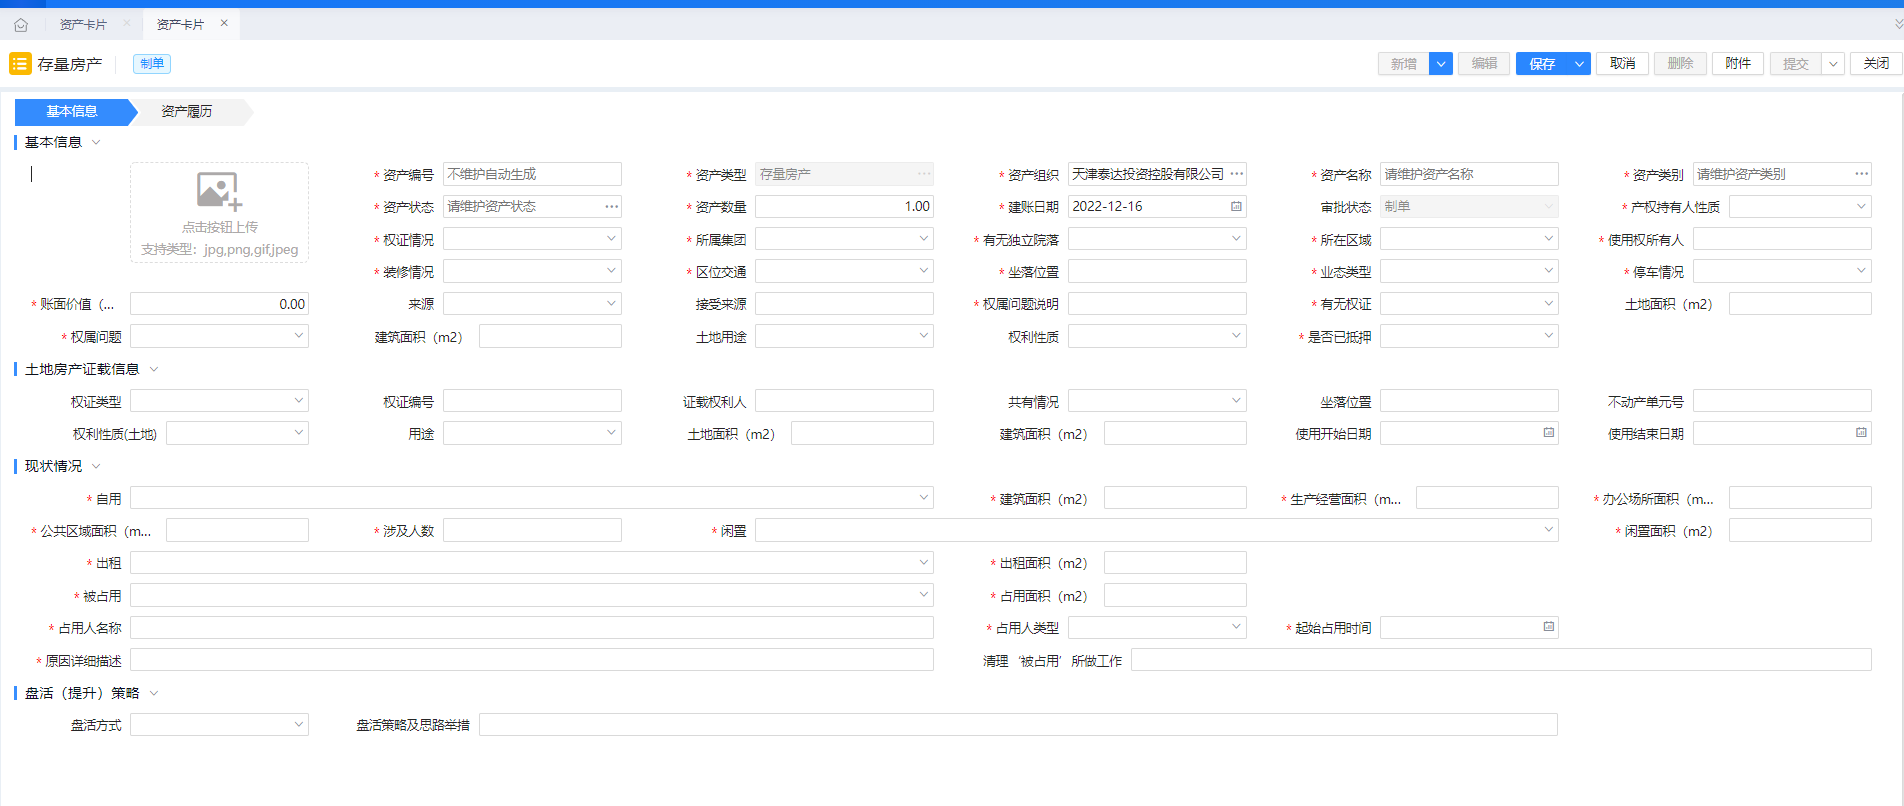 资产卡片 资产卡片
存量房产 制单 新增 编辑 保存 取消 删除 附件 提交 关闭
基本信息 资产履历
基本信息
点击按钮上传
支持类型：jpg,png,gif,jpeg
* 资产编号 不维护自动生成 * 资产类型 存量房产 * 资产组织 天津泰达投资控股有限公司 * 资产名称 请维护资产名称 * 资产类别 请维护资产类别
* 资产状态 请维护资产状态 * 资产数量 1.00 * 建账日期 2022-12-16 审批状态 制单 * 产权持有人性质
* 权证情况 * 所属集团 * 有无独立院落 * 所在区域 * 使用权所有人
* 装修情况 * 区位交通 * 坐落位置 * 业态类型 * 停车情况
* 账面价值（... 0.00 来源 接受来源 * 权属问题说明 * 有无权证 土地面积（m2）
* 权属问题 建筑面积（m2） 土地用途 权利性质 * 是否已抵押
土地房产证载信息
权证类型 权证编号 证载权利人 共有情况 坐落位置 不动产单元号
权利性质(土地) 用途 土地面积（m2） 建筑面积（m2） 使用开始日期 使用结束日期
现状情况
* 自用 * 建筑面积（m2） * 生产经营面积（m... * 办公场所面积（m...
* 公共区域面积（m... * 涉及人数 * 闲置 * 闲置面积（m2）
* 出租 * 出租面积（m2）
* 被占用 * 占用面积（m2）
* 占用人名称 * 占用人类型 * 起始占用时间
* 原因详细描述 清理‘被占用’所做工作
盘活（提升）策略
盘活方式 盘活策略及思路举措